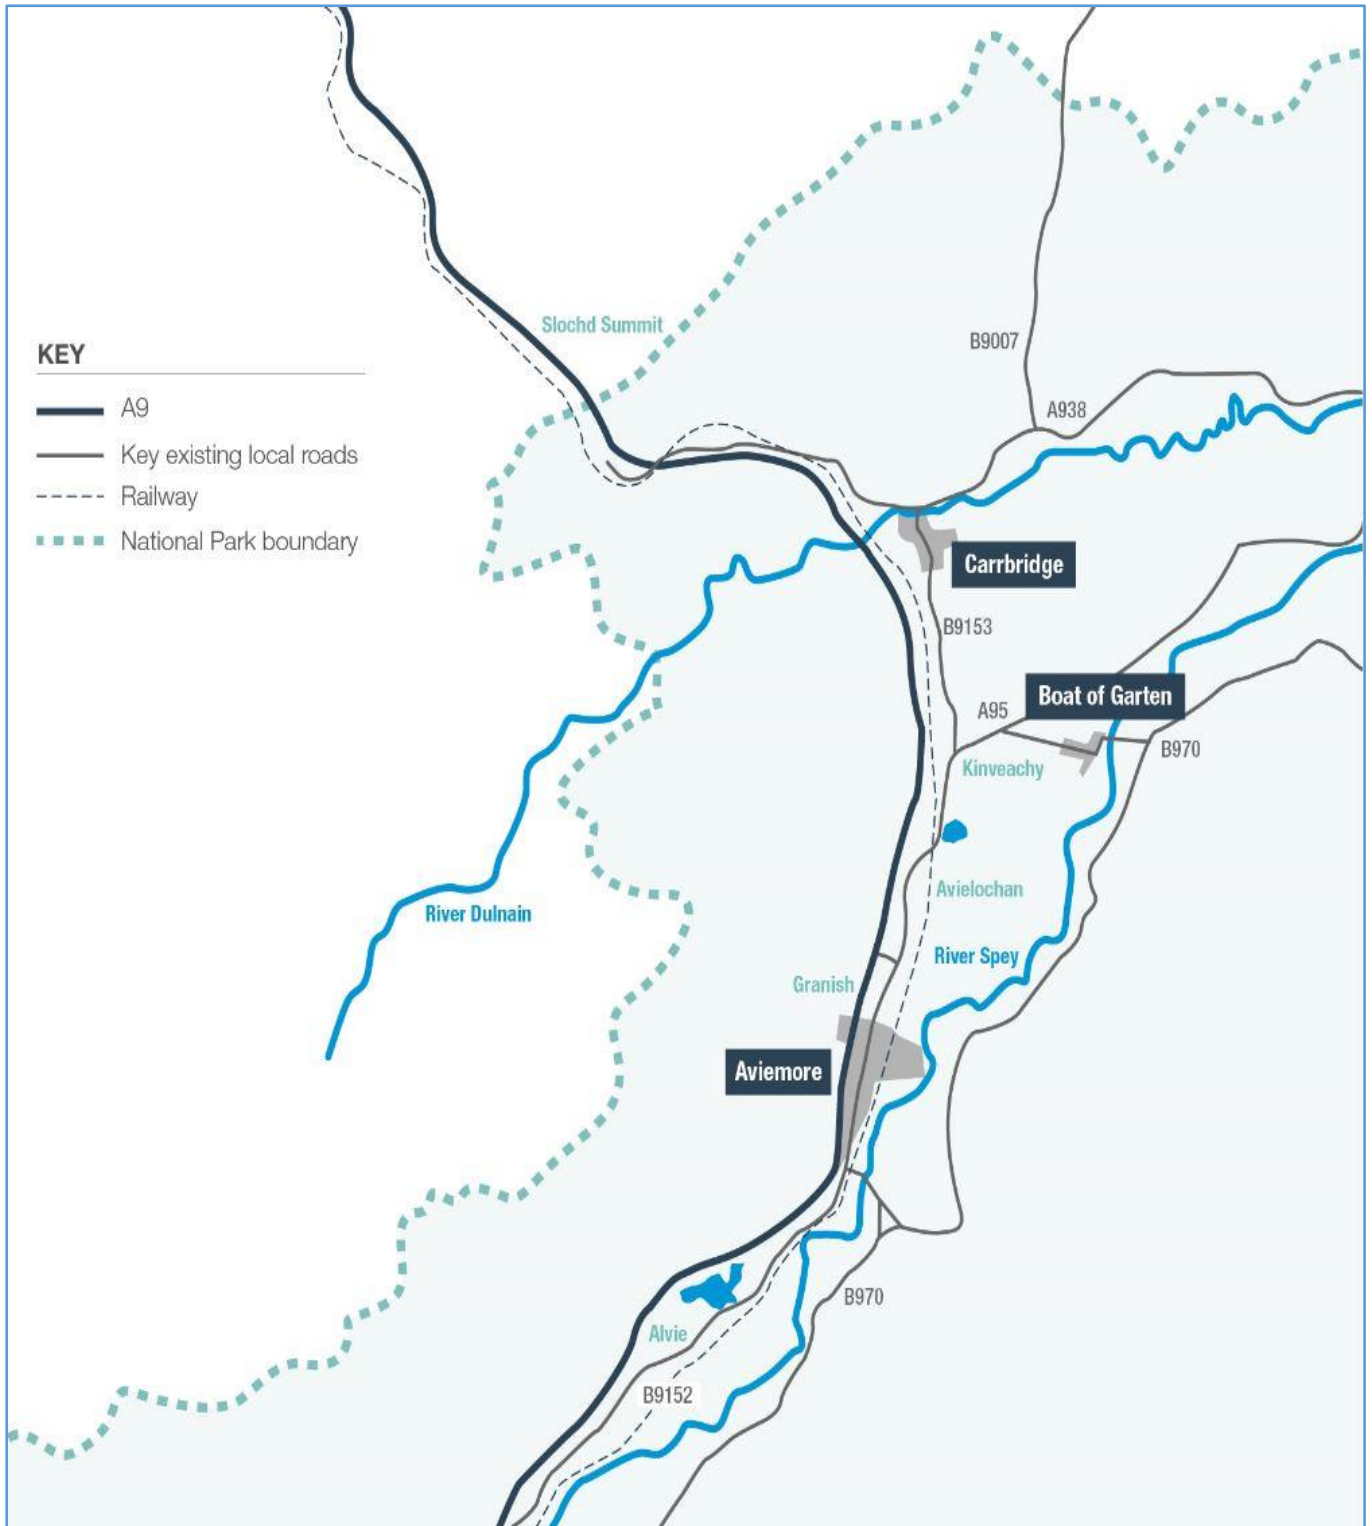 Slochd Summit
KEY
A9
Key existing local roads
Railway
National Park boundary
B9007
A938
Carrbridge
B9153
Boat of Garten
A95
B970
Kinveachy
Avielochan
River Dulnain
River Spey
Granish
Aviemore
B970
Alvie
B9152